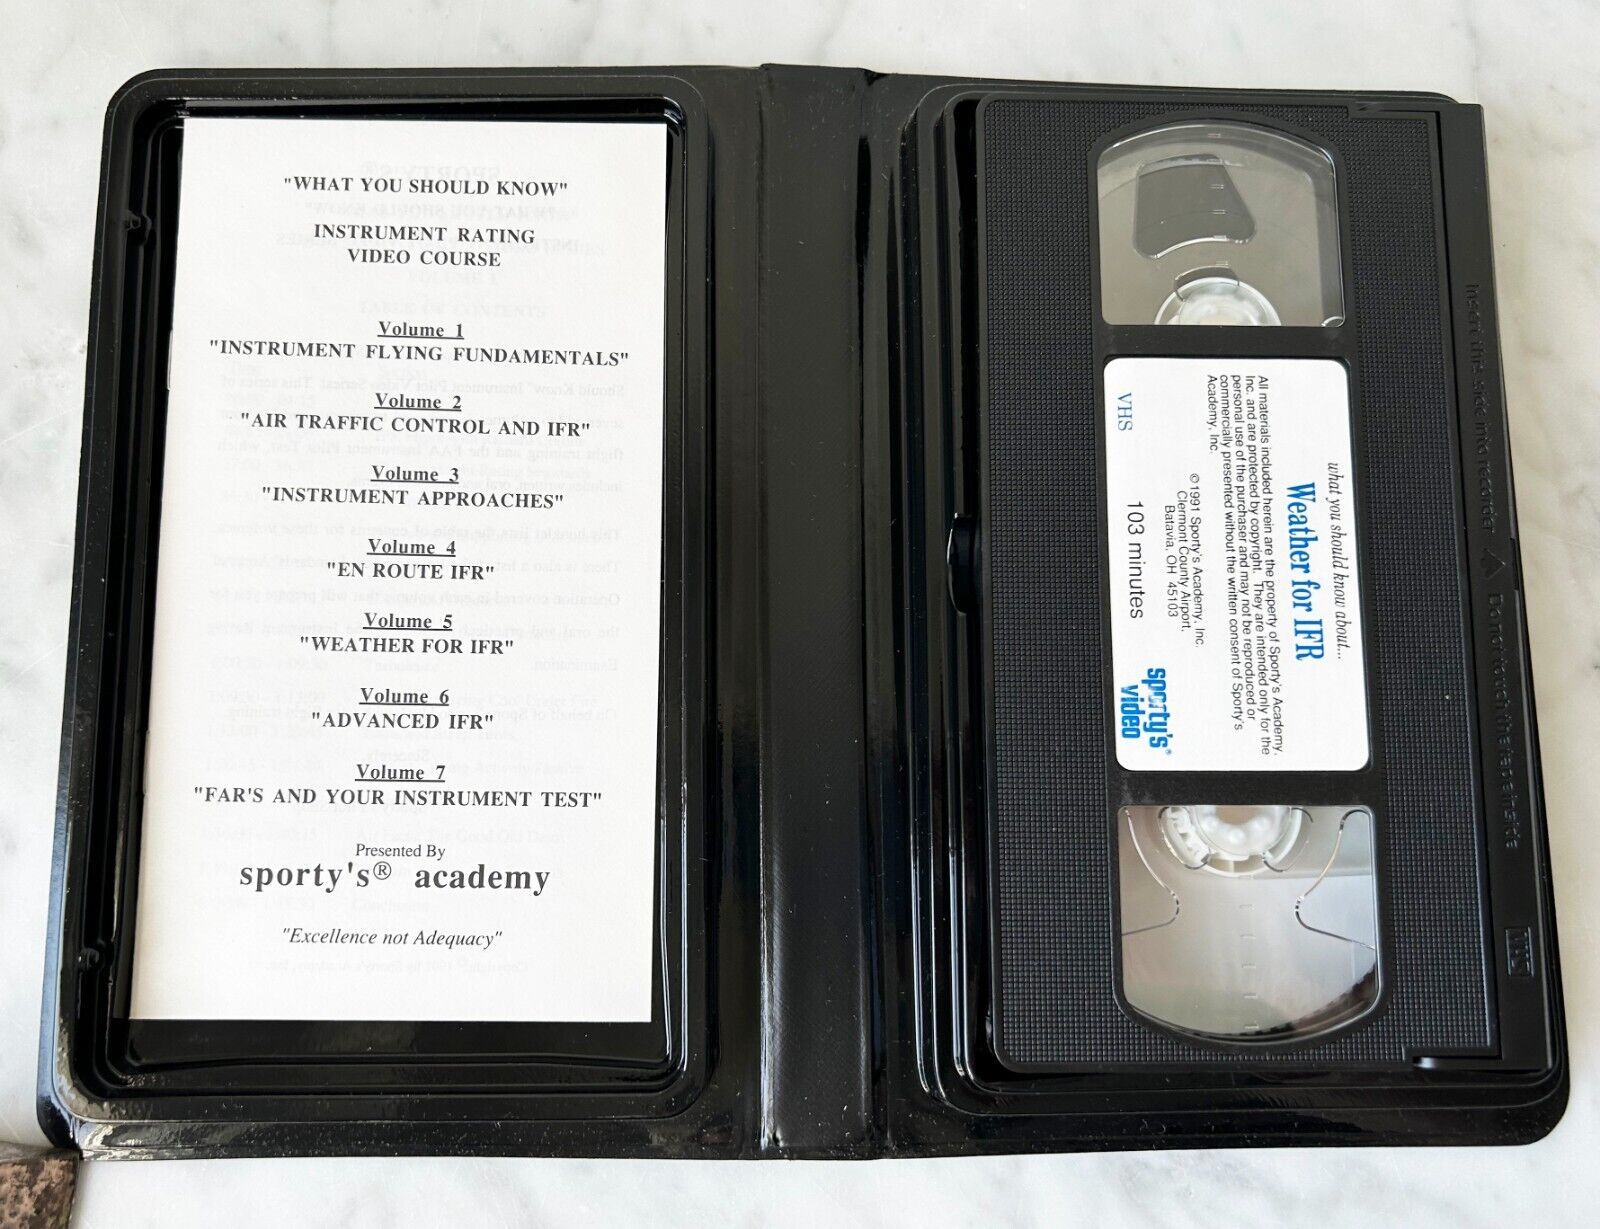 "WHAT YOU SHOULD KNOW"
INSTRUMENT RATING
VIDEO COURSE
Volume 1
"INSTRUMENT FLYING FUNDAMENTALS"
Volume 2
"AIR TRAFFIC CONTROL AND IFR"
Volume 3
"INSTRUMENT APPROACHES"
Volume 4
"EN ROUTE IFR"
Volume 5
"WEATHER FOR IFR"
Volume 6
"ADVANCED IFR"
Volume 7
"FAR'S AND YOUR INSTRUMENT TEST"
Presented By
sporty's® academy
"Excellence not Adequacy"
what you should know about...
Weather for IFR
All materials included herein are the property of Sporty's Academy,
Inc. and are protected by copyright. They are intended only for the
personal use of the purchaser and may not be reproduced or
commercially presented without the written consent of Sporty's
Academy, Inc.
©1991 Sporty's Academy, Inc.
Clermont County Airport,
Batavia, OH 45103
VHS
103 minutes
sporty's®
video
Insert this side into recorder
Do not touch the tape inside